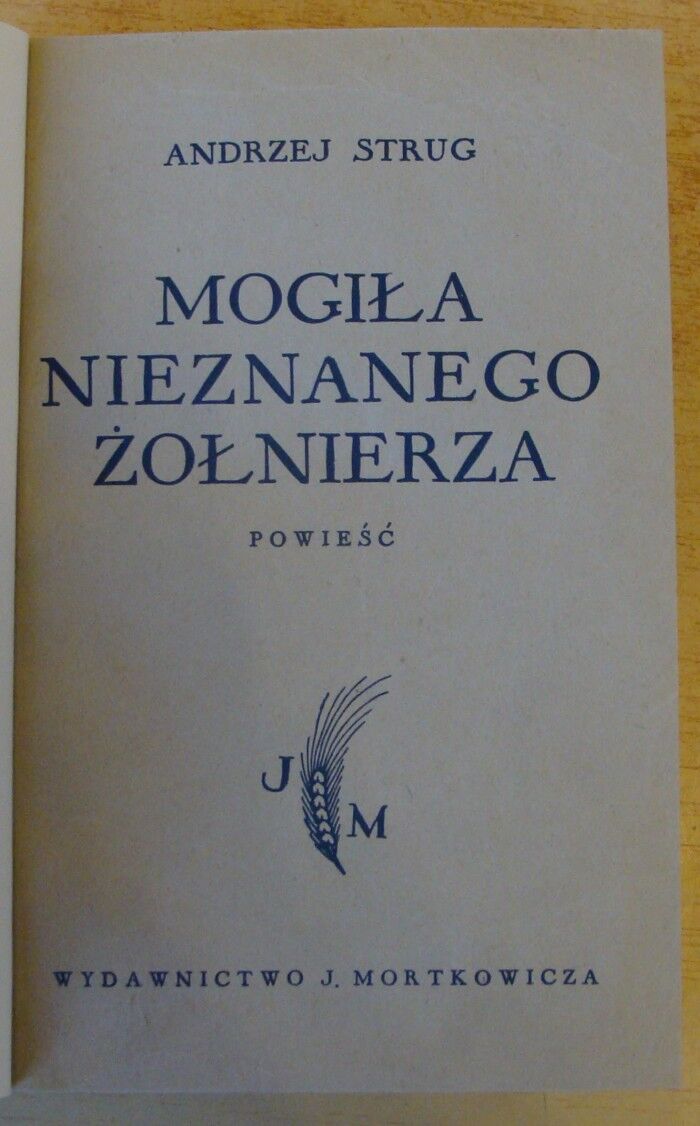 ANDRZEJ STRUG
MOGIŁA
NIEZNANEGO
ŻOŁNIERZA
POWIEŚĆ
J
M
WYDAWNICTWO J. MORTKOWICZA